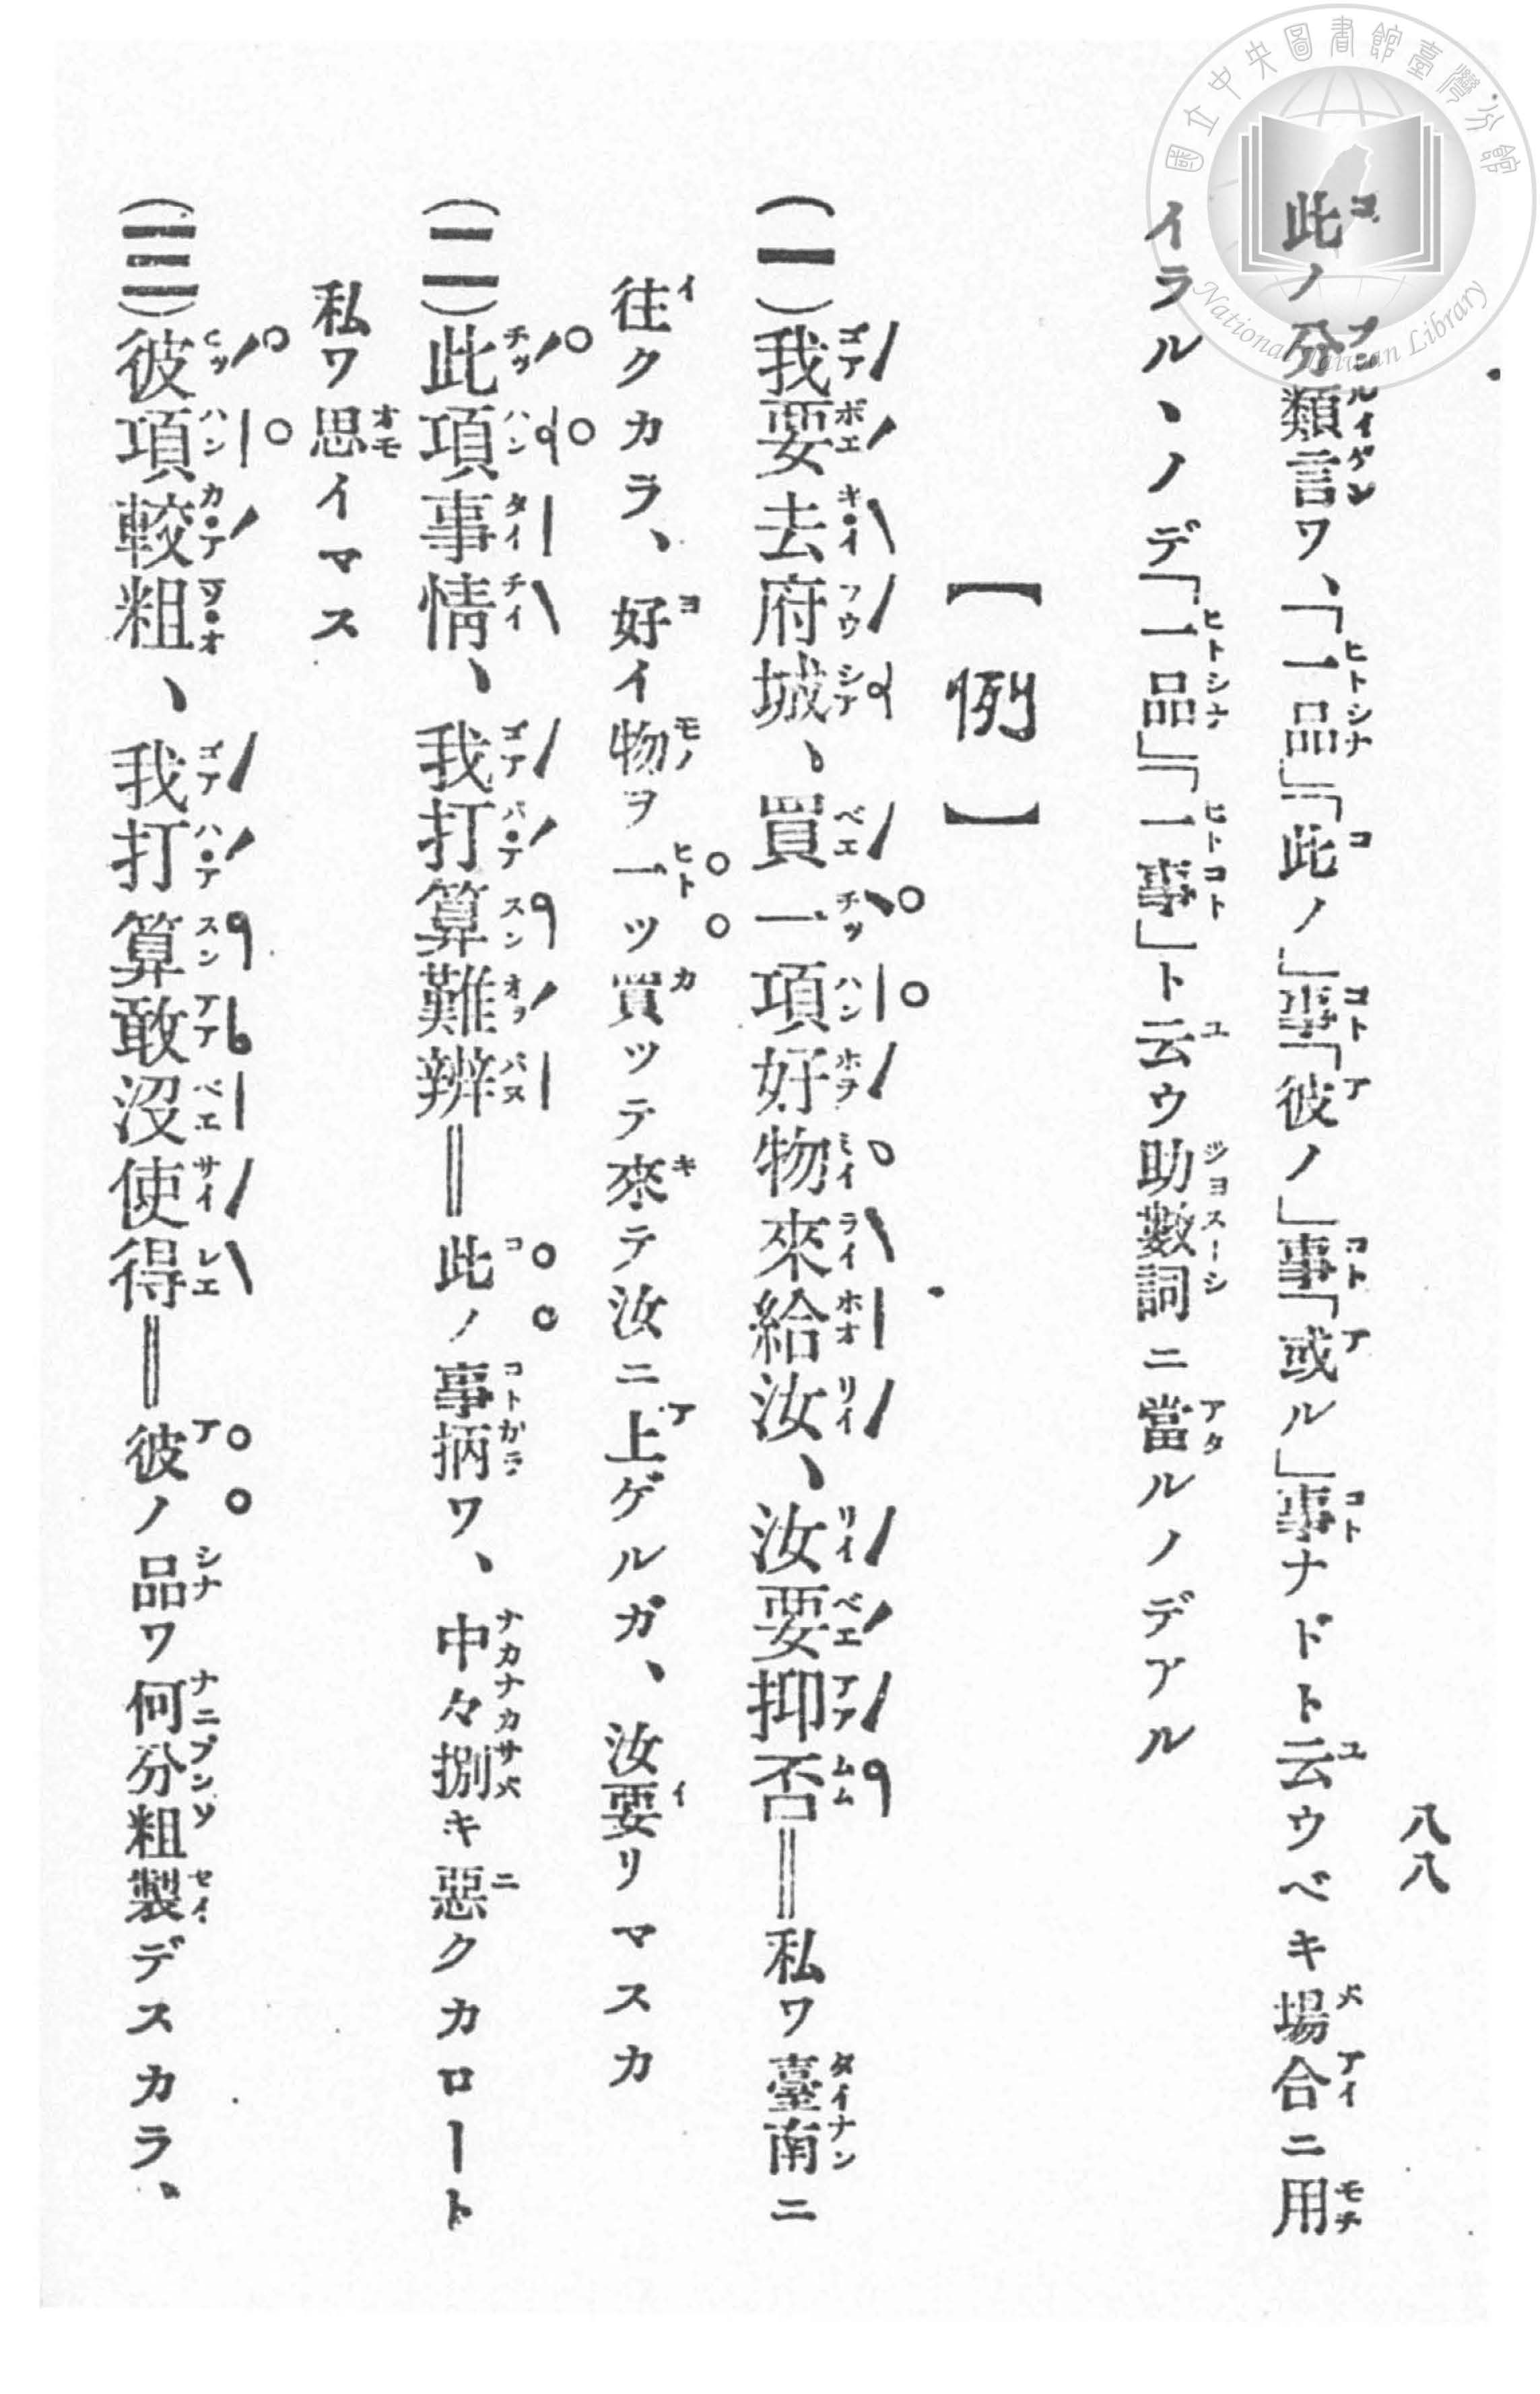 八八
此ノ分類言ワ、「一品」「此ノ」事「彼ノ」事「或ル」事ナドト云ウベキ場合ニ用
イラルヽノデ「一品」「一事」ト云ウ助數詞ニ當ルノデアル
【例】
(一)我要去府城、買一項好物來給汝、汝要抑否‖私ワ臺南ニ
往クカラ、好イ物ヲ一ツ買ツテ來テ汝ニ上ゲルガ、汝要リマスカ
(二)此項事情、我打算難辨‖此ノ事柄ワ、中々捌キ惡クカロート
私ワ思イマス
(三)彼項較粗、我打算敢沒使得‖彼ノ品ワ何分粗製デスカラ、
國立中央圖書館臺灣分館
National Taiwan Library